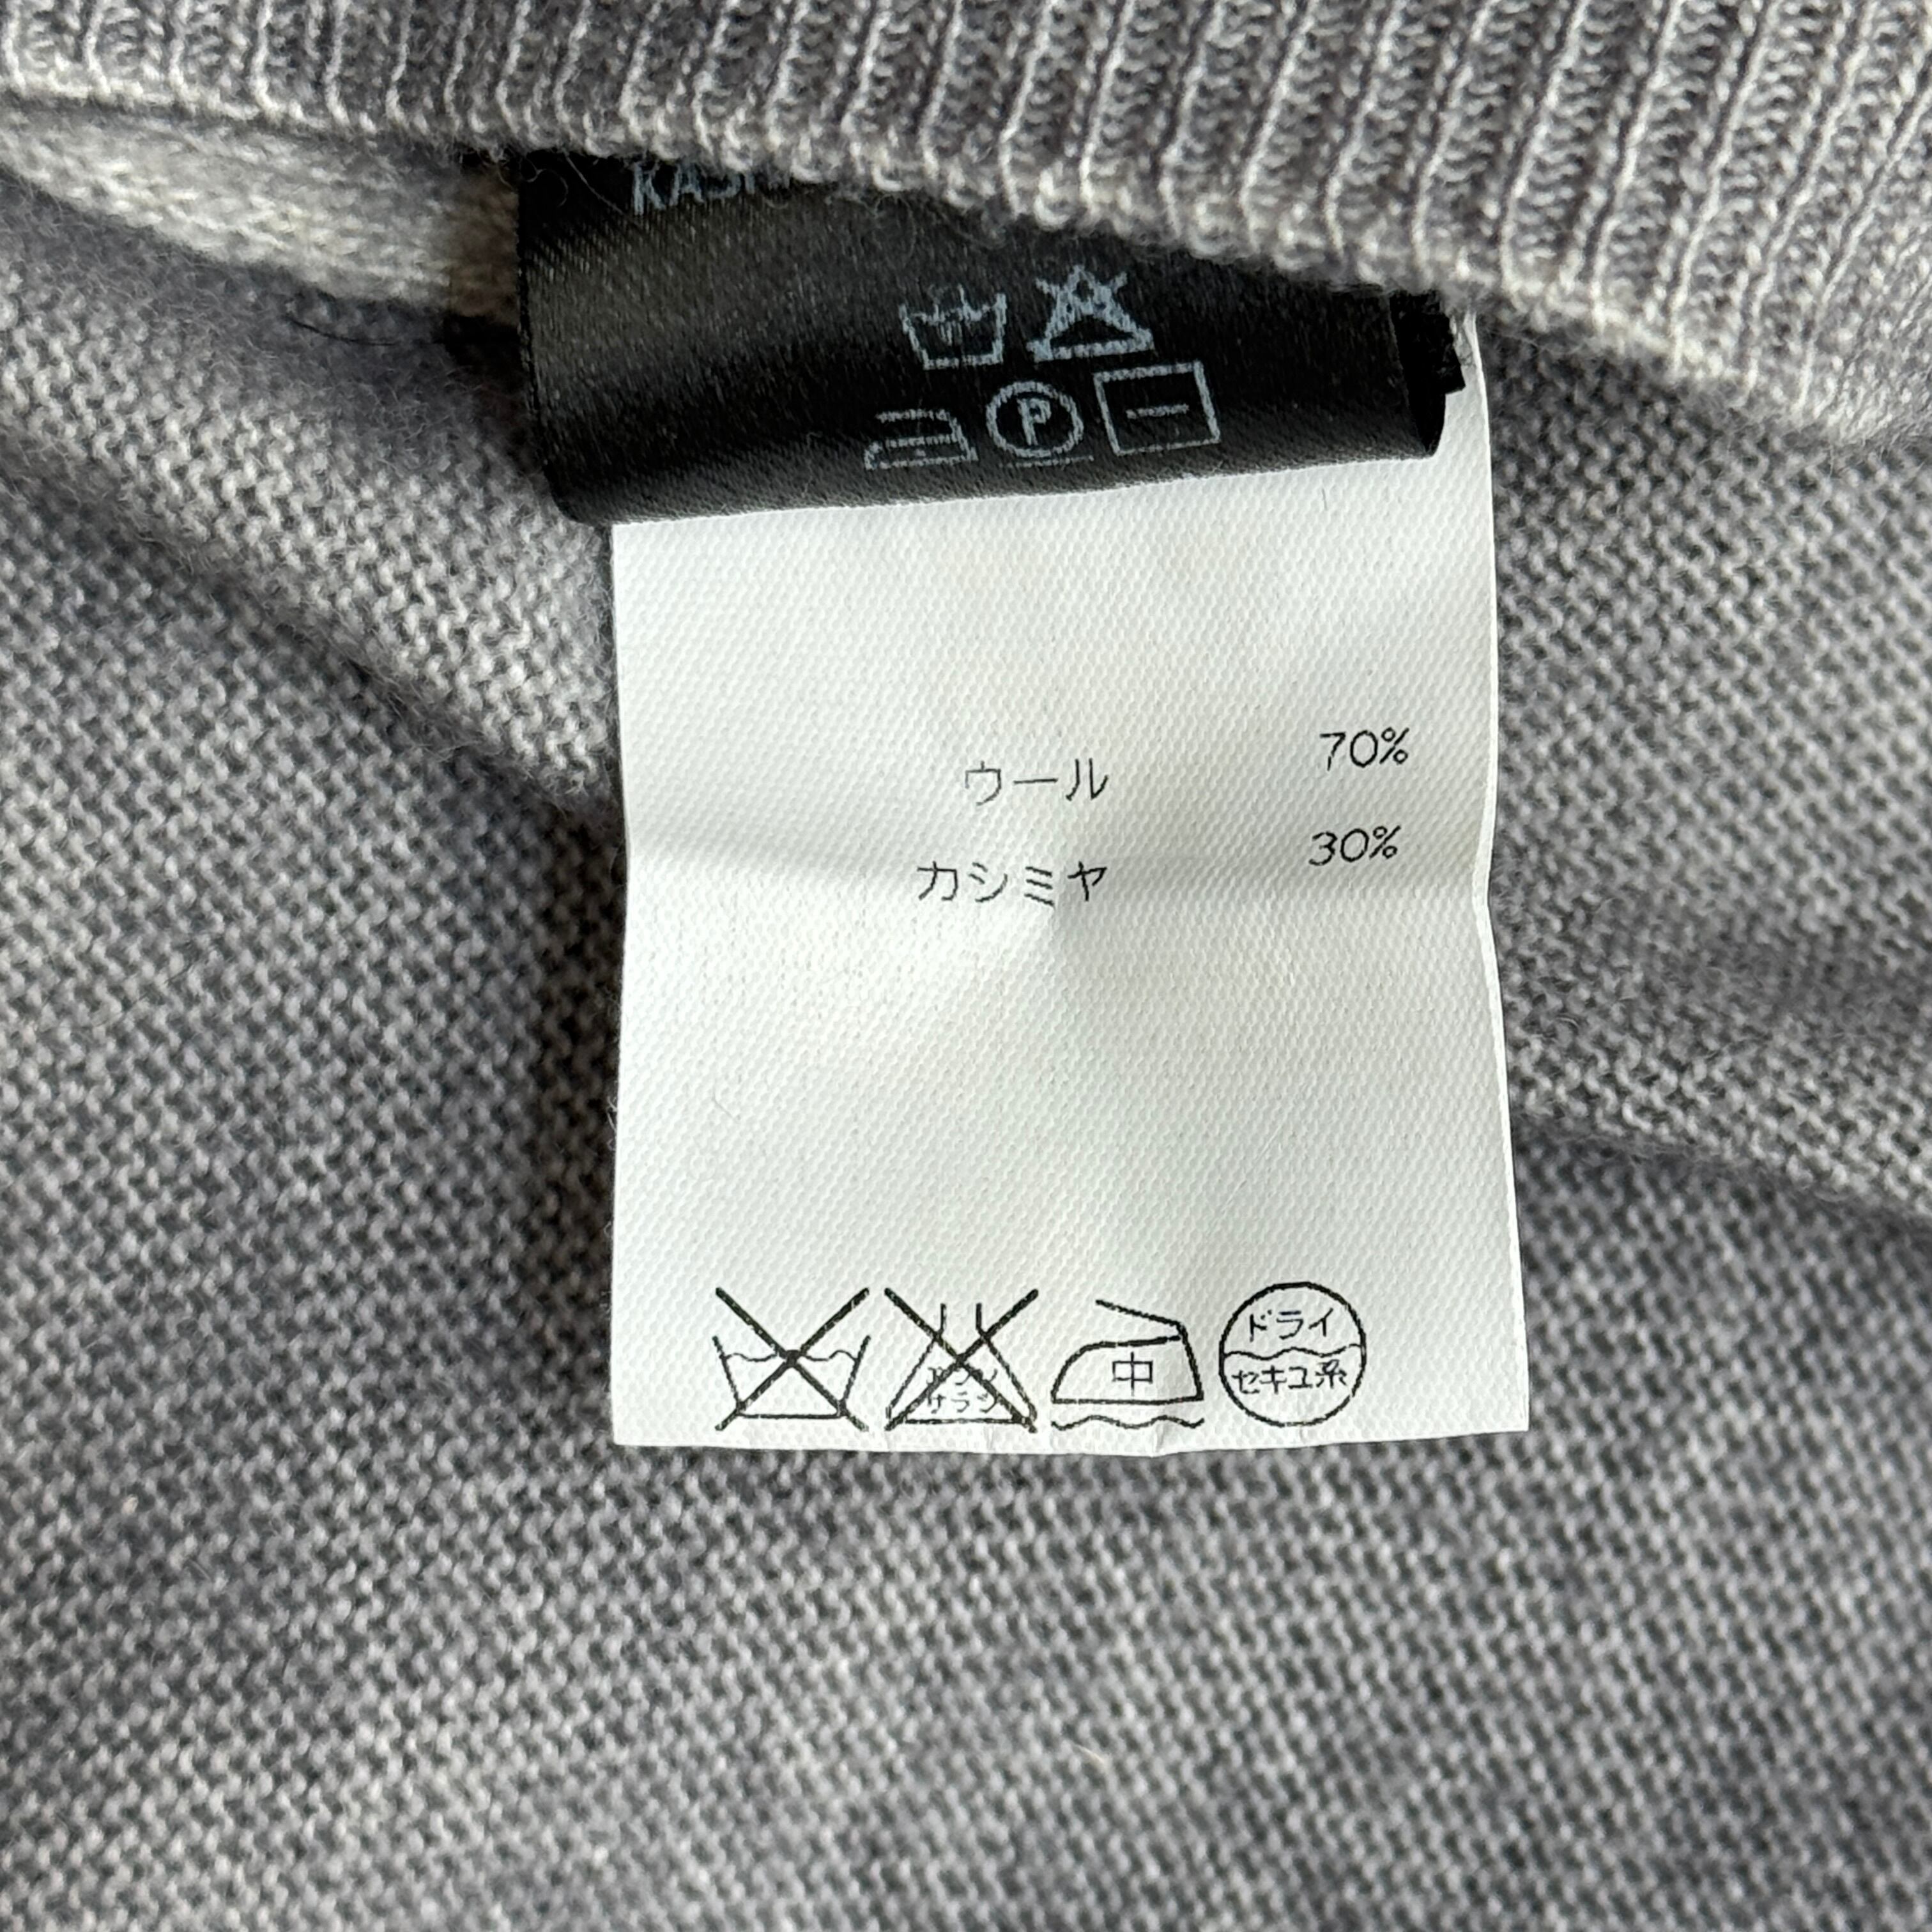 P
ウール 70%
カシミヤ 30%
中
ドライ
セキユ系